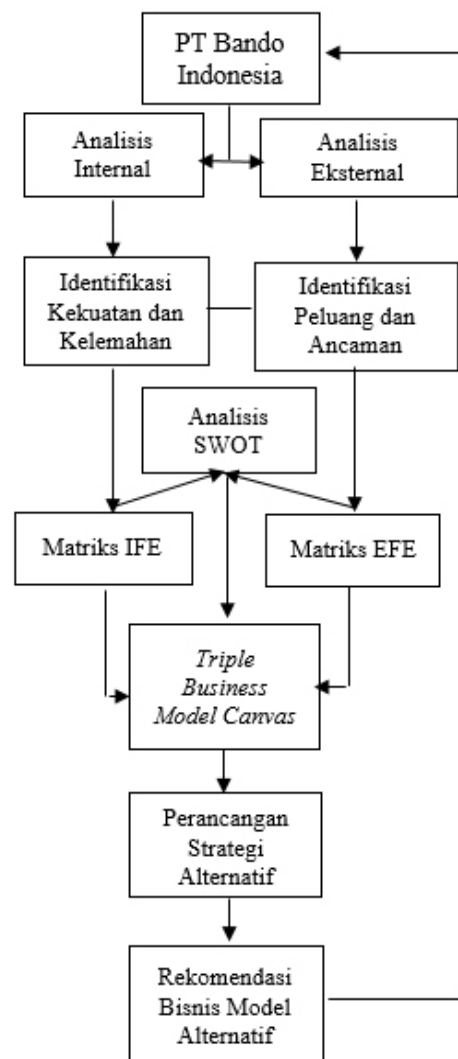 PT Bando
Indonesia
Analisis
Internal
Analisis
Eksternal
Identifikasi
Kekuatan dan
Kelemahan
Identifikasi
Peluang dan
Ancaman
Analisis
SWOT
Matriks IFE
Matriks EFE
Triple
Business
Model Canvas
Perancangan
Strategi
Alternatif
Rekomendasi
Bisnis Model
Alternatif